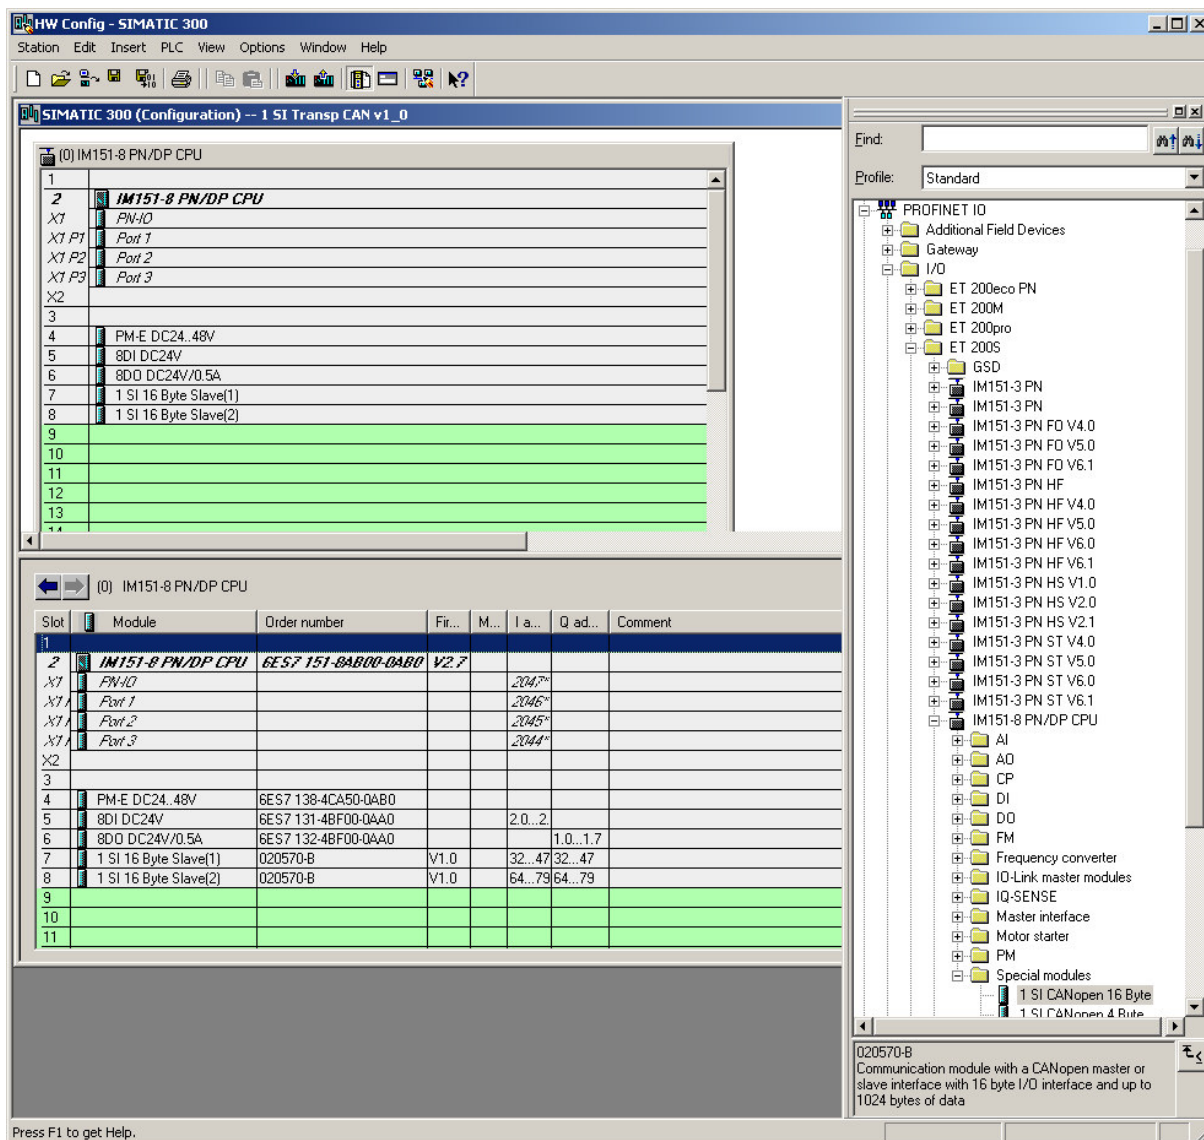 HW Config - SIMATIC 300
Station Edit Insert PLC View Options Window Help
SIMATIC 300 (Configuration) -- 1 SI Transp CAN v1_0
(0) IM151-8 PN/DP CPU
1
2 IM151-8 PN/DP CPU
X1 PN-IO
X1 P1 Port 1
X1 P2 Port 2
X1 P3 Port 3
X2
3
4 PM-E DC24..48V
5 8DI DC24V
6 8DO DC24V/0.5A
7 1 SI 16 Byte Slave(1)
8 1 SI 16 Byte Slave(2)
9
10
11
12
13
14
(0) IM151-8 PN/DP CPU
Slot Module Order number Fir... M... I a... Q ad... Comment
1
2 IM151-8 PN/DP CPU 6ES7 151-8AB00-0AB0 V2.7
X1 PN-IO 2047*
X1 Port 1 2046*
X1 Port 2 2045*
X1 Port 3 2044*
X2
3
4 PM-E DC24..48V 6ES7 138-4CA50-0AB0
5 8DI DC24V 6ES7 131-4BF00-0AA0 2.0...2.
6 8DO DC24V/0.5A 6ES7 132-4BF00-0AA0 1.0...1.7
7 1 SI 16 Byte Slave(1) 020570-B V1.0 32...47 32...47
8 1 SI 16 Byte Slave(2) 020570-B V1.0 64...79 64...79
9
10
11
Find:
Profile: Standard
PROFINET IO
Additional Field Devices
Gateway
I/O
ET 200eco PN
ET 200M
ET 200pro
ET 200S
GSD
IM151-3 PN
IM151-3 PN
IM151-3 PN FO V4.0
IM151-3 PN FO V5.0
IM151-3 PN FO V6.1
IM151-3 PN HF
IM151-3 PN HF V4.0
IM151-3 PN HF V5.0
IM151-3 PN HF V6.0
IM151-3 PN HF V6.1
IM151-3 PN HS V1.0
IM151-3 PN HS V2.0
IM151-3 PN HS V2.1
IM151-3 PN ST V4.0
IM151-3 PN ST V5.0
IM151-3 PN ST V6.0
IM151-3 PN ST V6.1
IM151-8 PN/DP CPU
AI
AO
CP
DI
DO
FM
Frequency converter
IO-Link master modules
IQ-SENSE
Master interface
Motor starter
PM
Special modules
1 SI CANopen 16 Byte
1 SI CANopen 4 Byte
020570-B
Communication module with a CANopen master or
slave interface with 16 byte I/O interface and up to
1024 bytes of data
Press F1 to get Help.